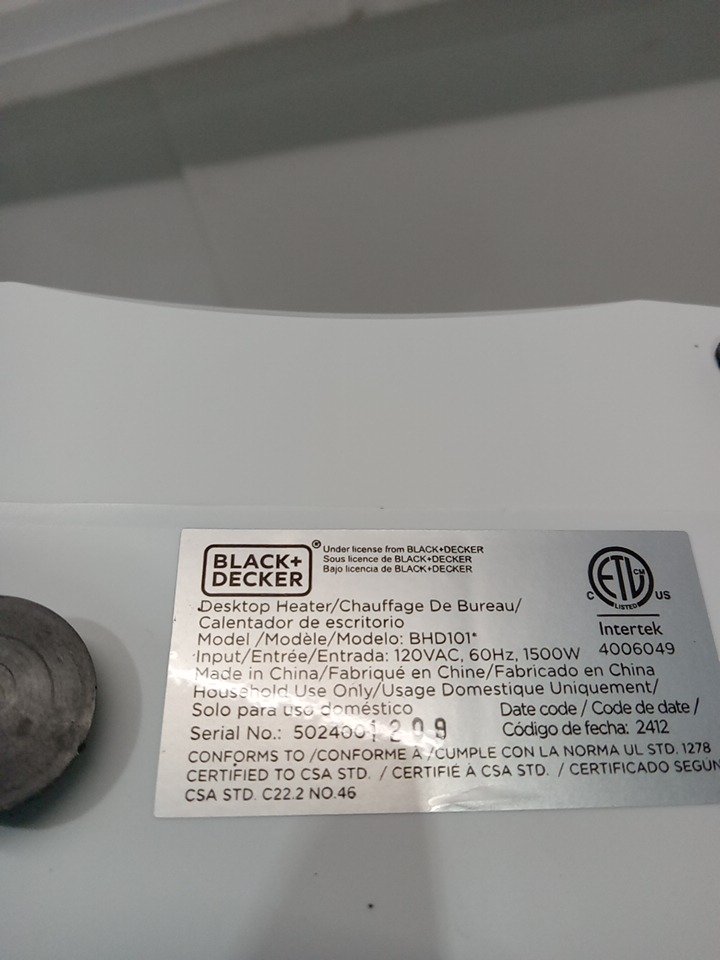 BLACK+
DECKER®
Under license from BLACK+DECKER
Sous licence de BLACK+DECKER
Bajo licencia de BLACK+DECKER
Desktop Heater/Chauffage De Bureau/
Calentador de escritorio
Model /Modèle/Modelo: BHD101*
Input/Entrée/Entrada: 120VAC, 60Hz, 1500W
Made in China/Fabriqué en Chine/Fabricado en China
Household Use Only/Usage Domestique Uniquement/
Solo para uso doméstico
Serial No.: 5024001209
ETL CM
LISTED
C US
Intertek
4006049
Date code / Code de date /
Código de fecha: 2412
CONFORMS TO /CONFORME A /CUMPLE CON LA NORMA UL STD. 1278
CERTIFIED TO CSA STD. / CERTIFIÉ A CSA STD. / CERTIFICADO SEGÚN
CSA STD. C22.2 NO.46